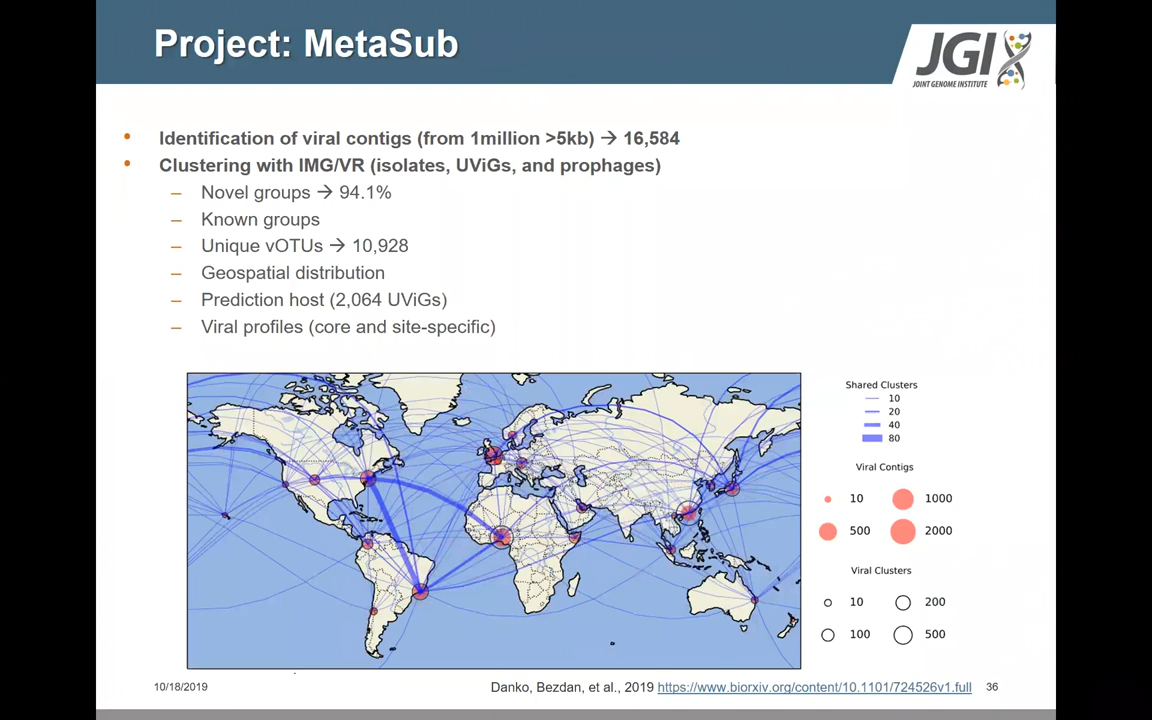 Project: MetaSub
JGI
JOINT GENOME INSTITUTE
• Identification of viral contigs (from 1million >5kb) → 16,584
• Clustering with IMG/VR (isolates, UViGs, and prophages)
– Novel groups → 94.1%
– Known groups
– Unique vOTUs → 10,928
– Geospatial distribution
– Prediction host (2,064 UViGs)
– Viral profiles (core and site-specific)
Shared Clusters
10
20
40
80
Viral Contigs
10 1000
500 2000
Viral Clusters
10 200
100 500
10/18/2019
Danko, Bezdan, et al., 2019 https://www.biorxiv.org/content/10.1101/724526v1.full
36